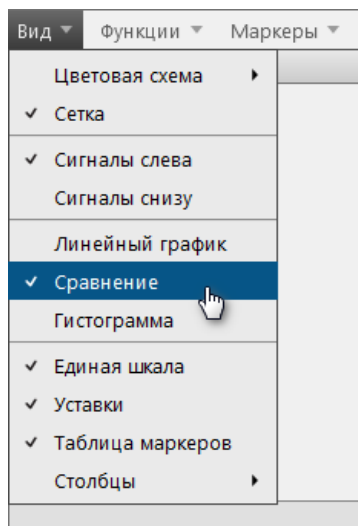 Вид Функции Маркеры
Цветовая схема
Сетка
Сигналы слева
Сигналы снизу
Линейный график
Сравнение
Гистограмма
Единая шкала
Уставки
Таблица маркеров
Столбцы